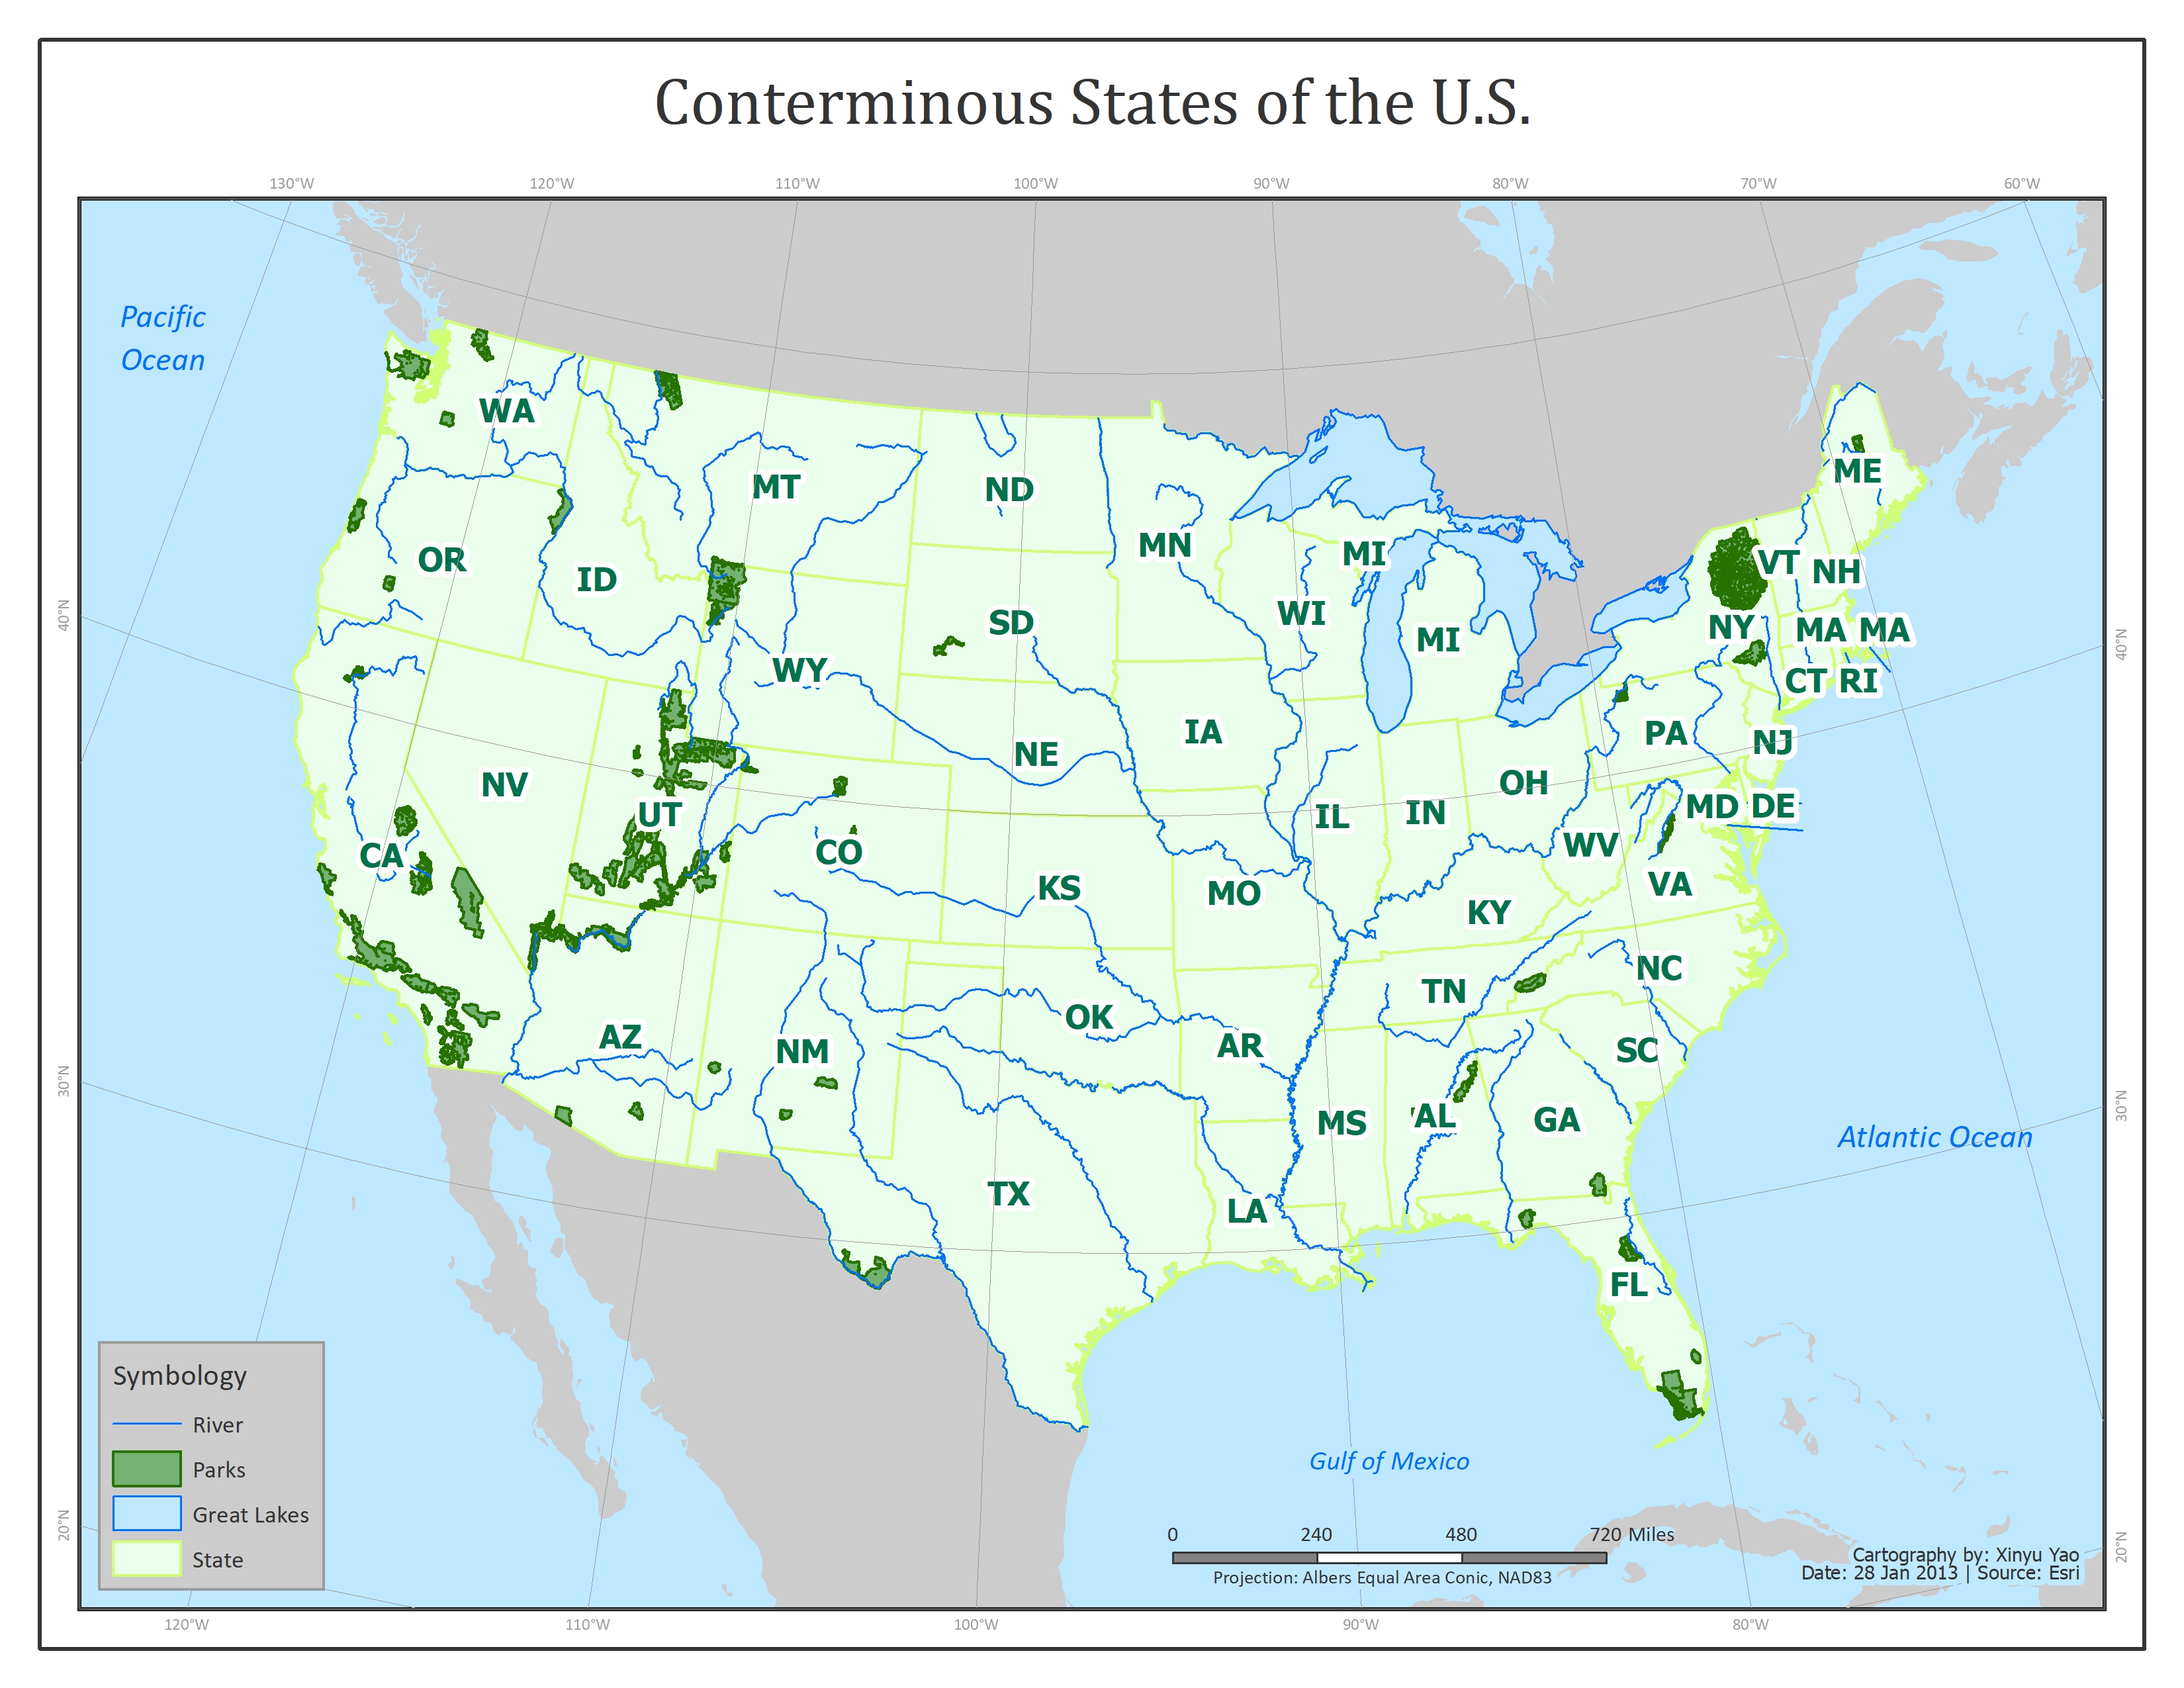 Conterminous States of the U.S.
130°W 120°W 110°W 100°W 90°W 80°W 70°W 60°W
Pacific
Ocean
WA
MT
ND
ME
MN
MI
OR
ID
VT
NH
WI
SD
NY
MA
MA
MI
WY
CT
RI
IA
PA
NE
NJ
NV
OH
UT
IL
IN
MD
DE
CA
CO
WV
KS
MO
VA
KY
NC
TN
OK
AZ
NM
AR
SC
MS
AL
GA
Atlantic Ocean
TX
LA
FL
40°N
40°N
30°N
30°N
20°N
20°N
Symbology
River
Parks
Great Lakes
State
Gulf of Mexico
0 240 480 720 Miles
Projection: Albers Equal Area Conic, NAD83
Cartography by: Xinyu Yao
Date: 28 Jan 2013 | Source: Esri
120°W 110°W 100°W 90°W 80°W